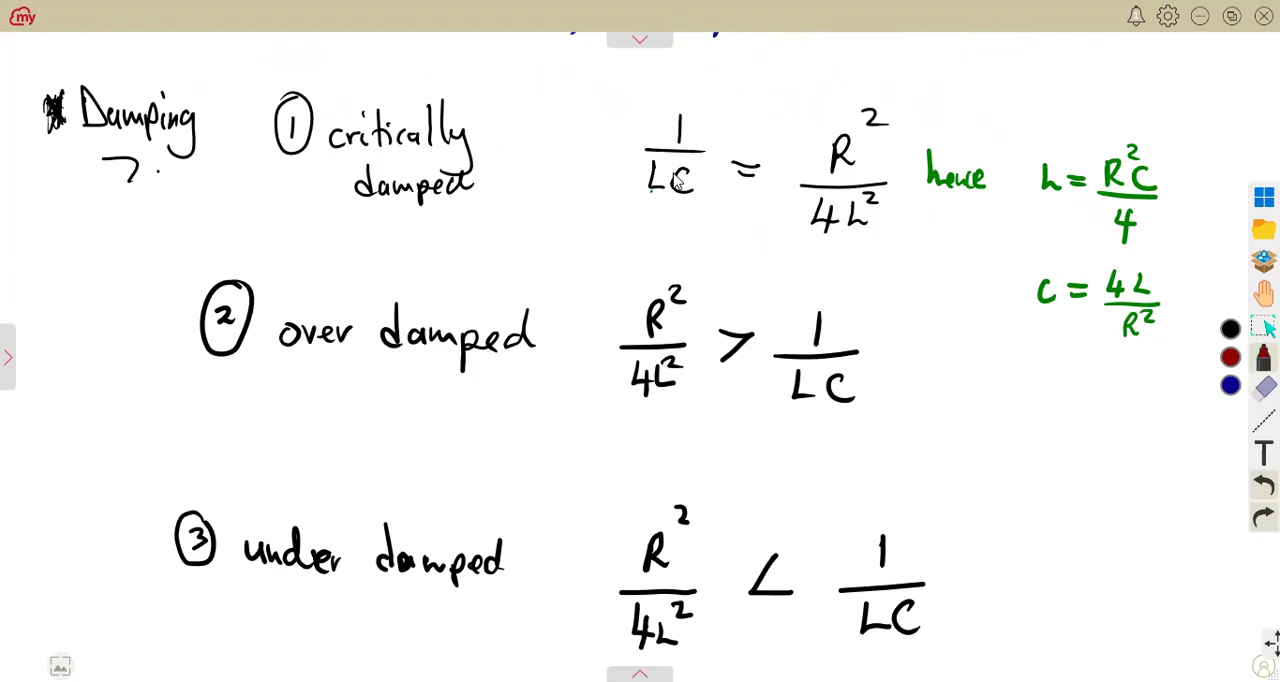 my
Damping
① critically damped
1/LC = R²/4L² hence L = R²C/4
C = 4L/R²
② over damped R²/4L² > 1/LC
③ under damped R²/4L² < 1/LC
T